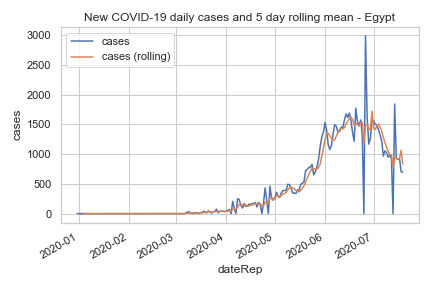 New COVID-19 daily cases and 5 day rolling mean - Egypt
cases
cases (rolling)
3000
2500
2000
1500
1000
500
0
cases
2020-01
2020-02
2020-03
2020-04
2020-05
2020-06
2020-07
dateRep